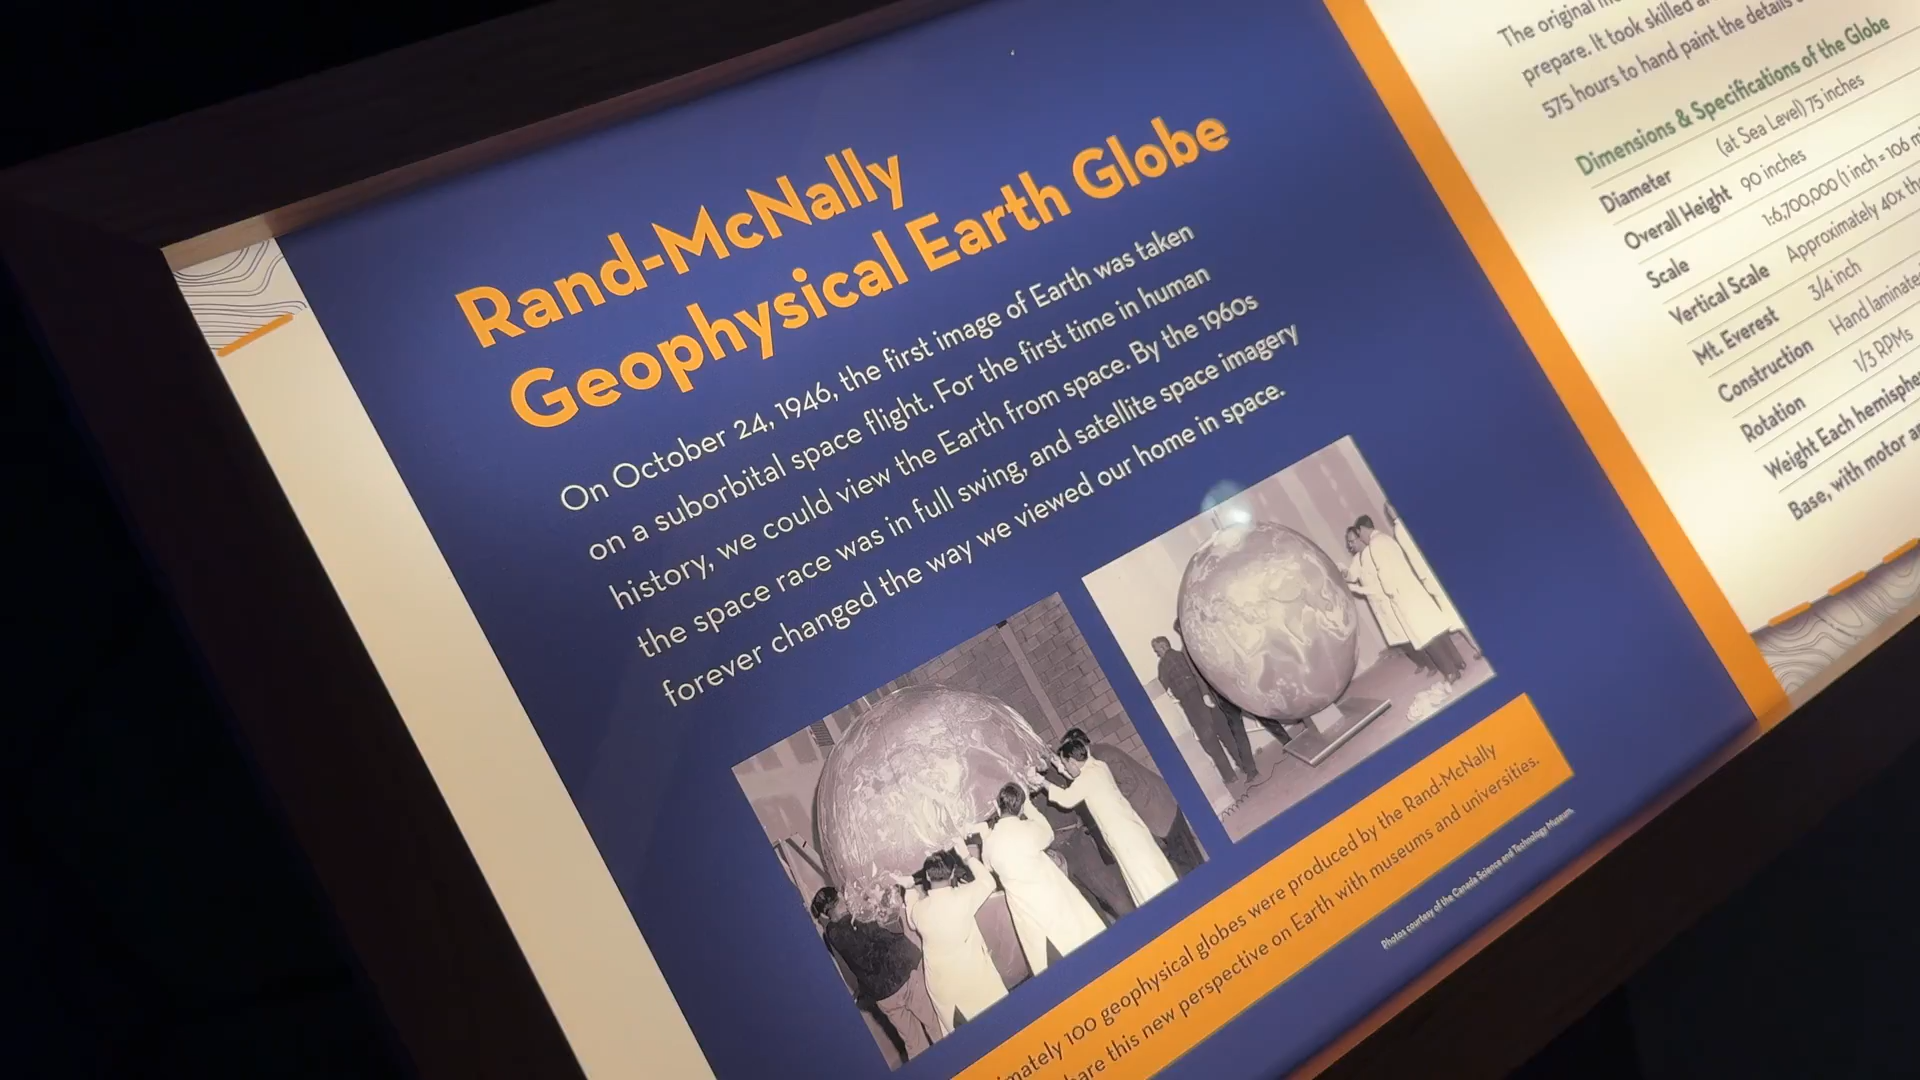 Rand-McNally
Geophysical Earth Globe
On October 24, 1946, the first image of Earth was taken
on a suborbital space flight. For the first time in human
history, we could view the Earth from space. By the 1960s
the space race was in full swing, and satellite space imagery
forever changed the way we viewed our home in space.
100 geophysical globes were produced by the Rand-McNally
this new perspective on Earth with museums and universities.
Photos courtesy of the Canada Science and Technology Museum.
The original
prepare. It took skilled
575 hours to hand paint the details
Dimensions & Specifications of the Globe
Diameter (at Sea Level) 75 inches
Overall Height 90 inches
Scale 1:6,700,000 (1 inch = 106
Vertical Scale Approximately 40x
Mt. Everest 3/4 inch
Construction Hand laminated
Rotation 1/3 RPMs
Weight Each
Base, with motor